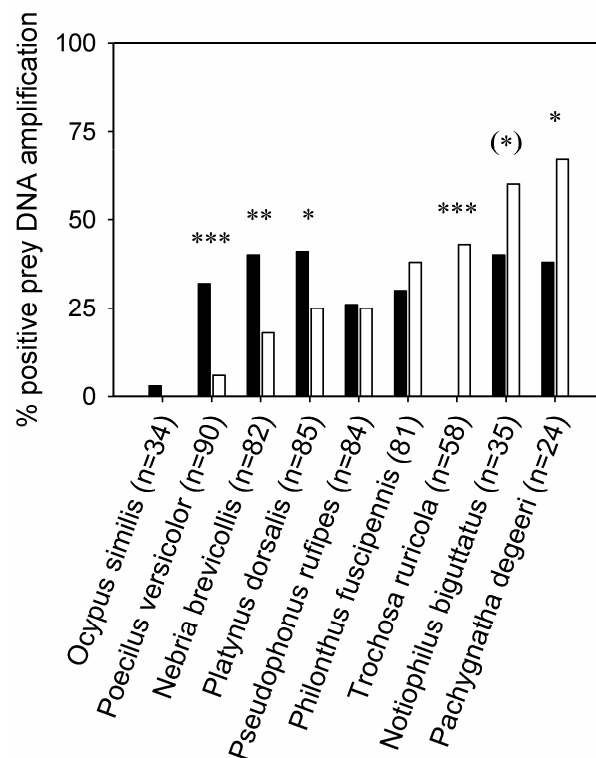 % positive prey DNA amplification
100
75
50
25
0
***
**
*
***
(*)
*
Ocypus similis (n=34)
Poecilus versicolor (n=90)
Nebria brevicollis (n=82)
Platynus dorsalis (n=85)
Pseudophonus rufipes (n=84)
Philonthus fuscipennis (81)
Trochosa ruricola (n=58)
Notiophilus biguttatus (n=35)
Pachygnatha degeeri (n=24)